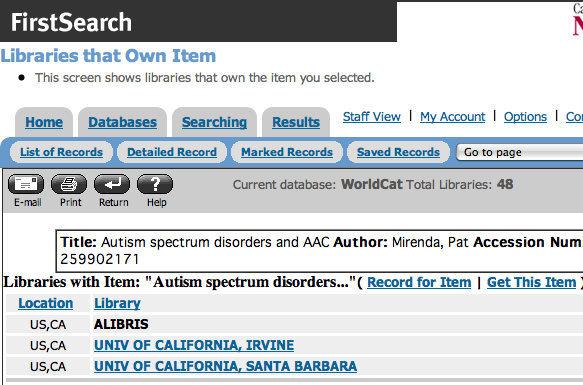 FirstSearch
Ca
N
Libraries that Own Item
• This screen shows libraries that own the item you selected.
Home Databases Searching Results Staff View | My Account | Options | Co
List of Records Detailed Record Marked Records Saved Records Go to page
E-mail Print Return Help Current database: WorldCat Total Libraries: 48
Title: Autism spectrum disorders and AAC Author: Mirenda, Pat Accession Num
259902171
Libraries with Item: "Autism spectrum disorders..."( Record for Item | Get This Item )
Location Library
US,CA ALIBRIS
US,CA UNIV OF CALIFORNIA, IRVINE
US,CA UNIV OF CALIFORNIA, SANTA BARBARA